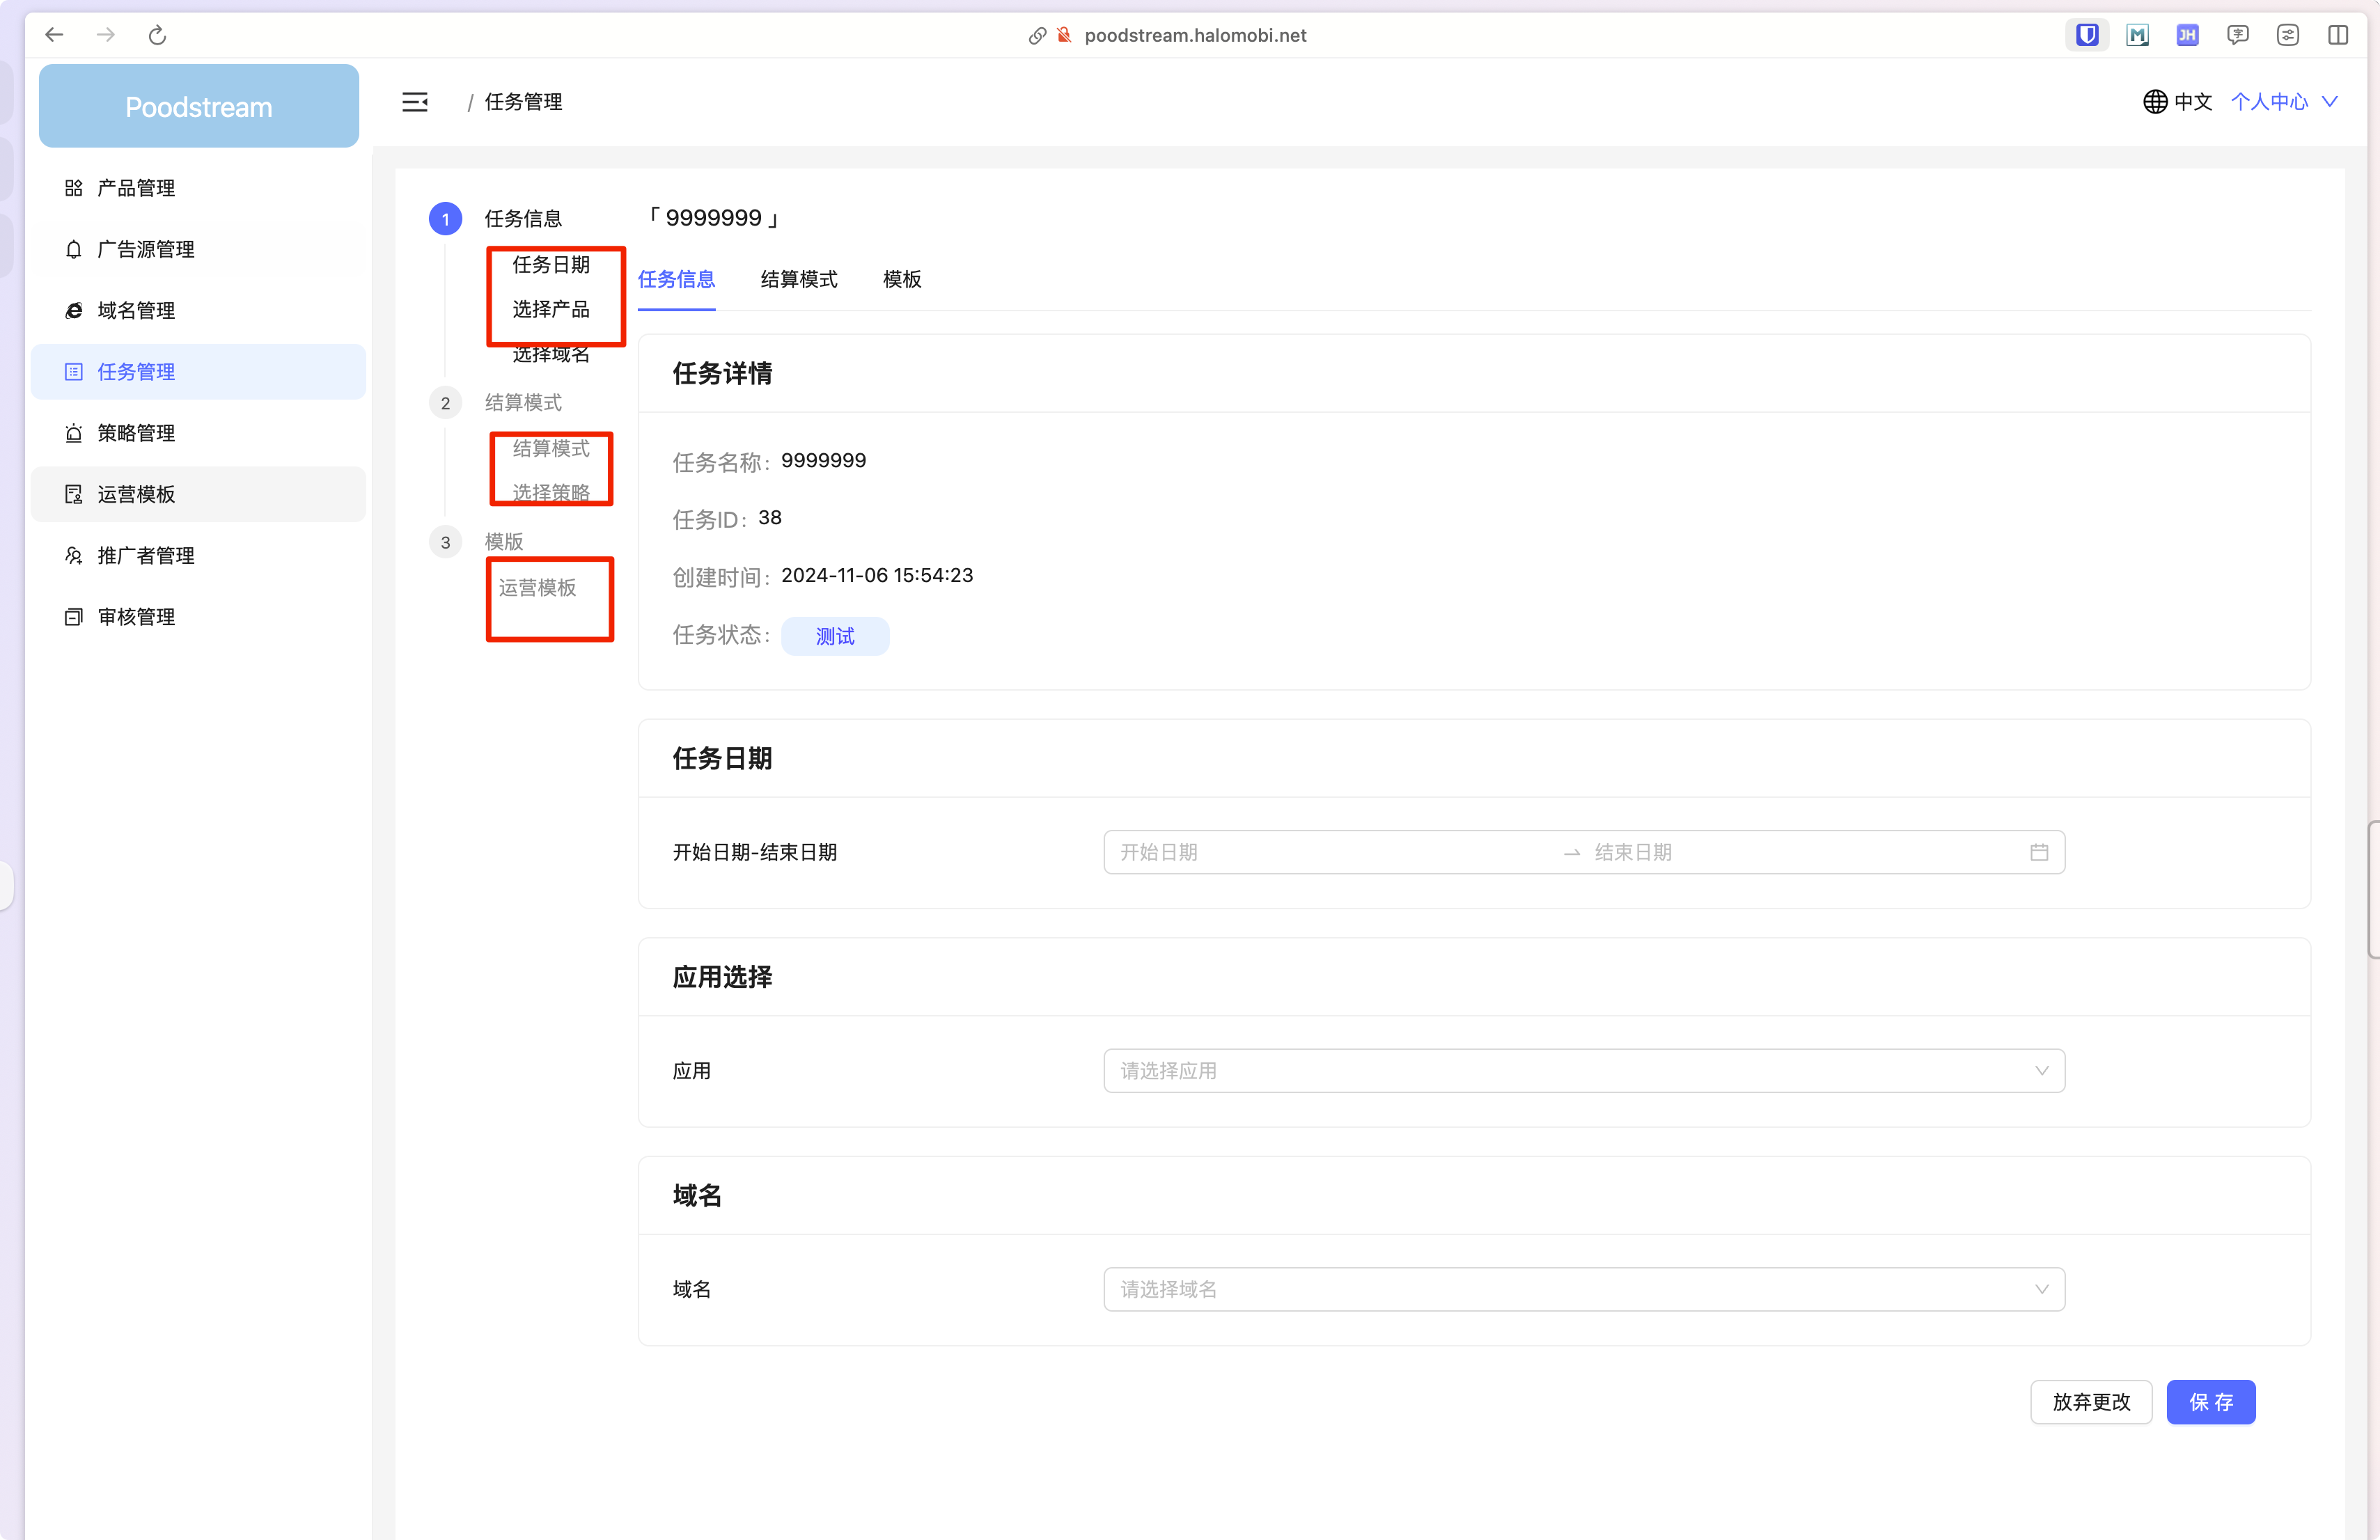 poodstream.halomobi.net
JH
Poodstream
/ 任务管理
中文
个人中心
产品管理
广告源管理
域名管理
任务管理
策略管理
运营模板
推广者管理
审核管理
1 任务信息
任务日期
选择产品
选择域名
2 结算模式
结算模式
选择策略
3 模版
运营模板
「 9999999 」
任务信息 结算模式 模板
任务详情
任务名称: 9999999
任务ID: 38
创建时间: 2024-11-06 15:54:23
任务状态: 测试
任务日期
开始日期-结束日期 开始日期 → 结束日期
应用选择
应用 请选择应用
域名
域名 请选择域名
放弃更改 保 存